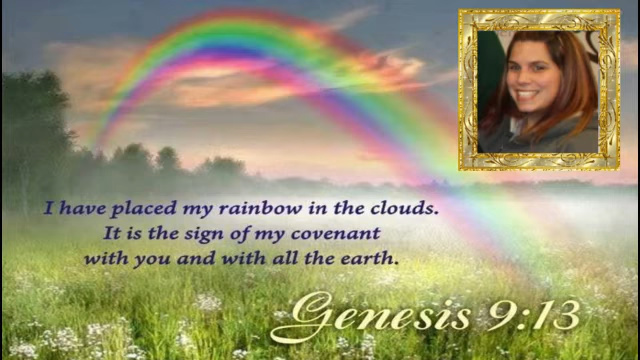 I have placed my rainbow in the clouds.
It is the sign of my covenant
with you and with all the earth.
Genesis 9:13